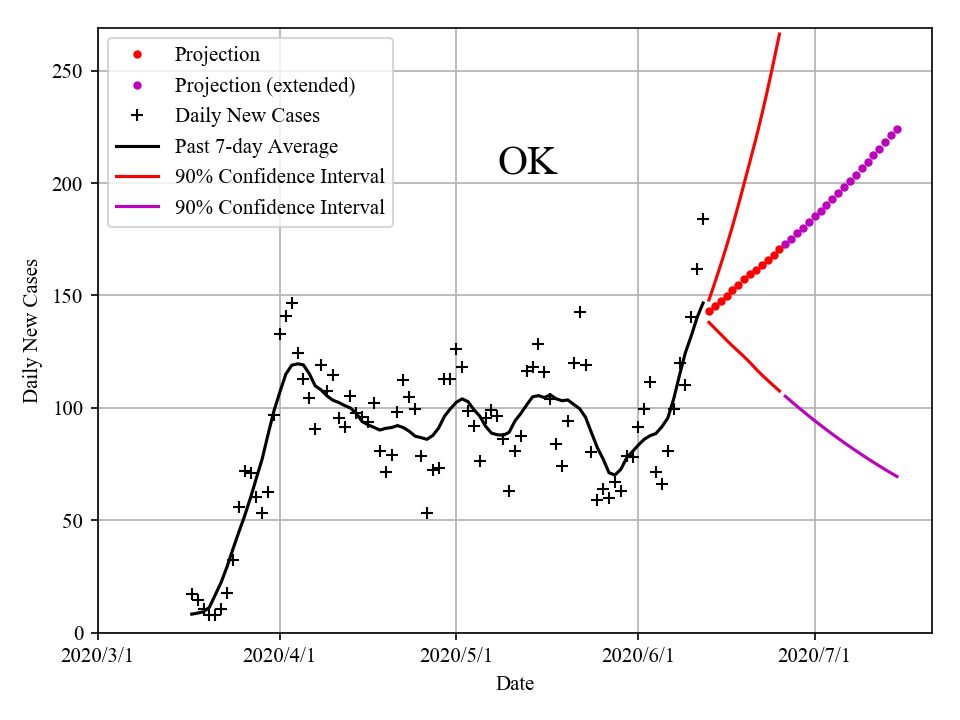 250
200
150
100
50
0
Daily New Cases
Projection
Projection (extended)
Daily New Cases
Past 7-day Average
90% Confidence Interval
90% Confidence Interval
OK
2020/3/1 2020/4/1 2020/5/1 2020/6/1 2020/7/1
Date